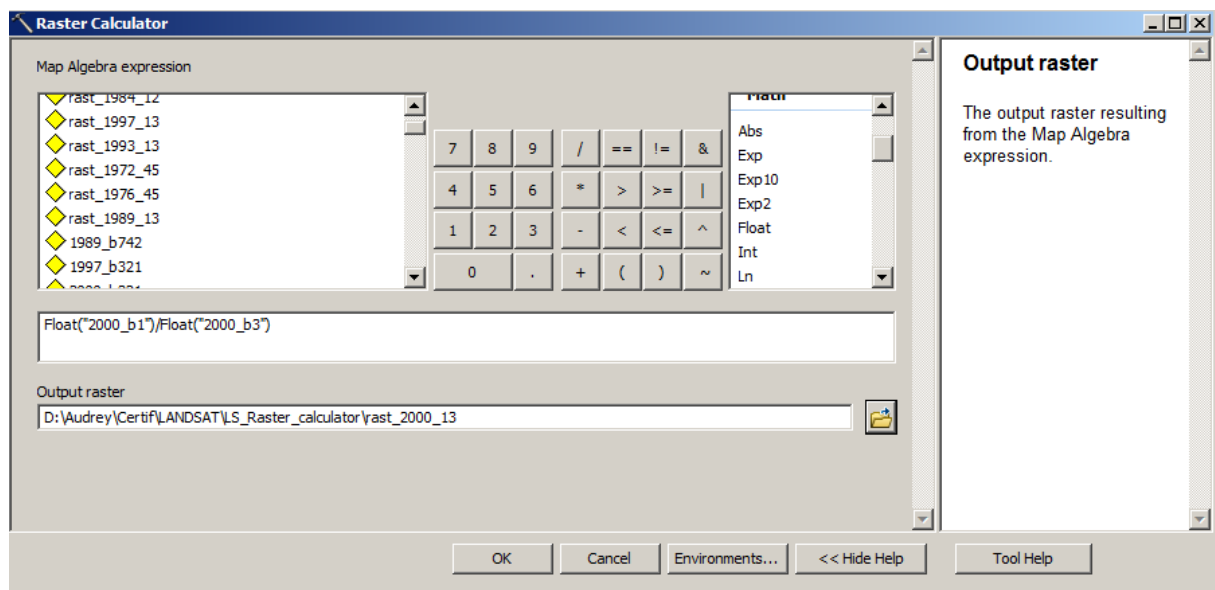 Raster Calculator
Map Algebra expression
rast_1984_12
rast_1997_13
rast_1993_13
rast_1972_45
rast_1976_45
rast_1989_13
1989_b742
1997_b321
7 8 9 / == != &
4 5 6 * > >= |
1 2 3 - < <= ^
0 . + ( ) ~
Math
Abs
Exp
Exp10
Exp2
Float
Int
Ln
Float("2000_b1")/Float("2000_b3")
Output raster
D:\Audrey\Certif\LANDSAT\LS_Raster_calculator\rast_2000_13
OK
Cancel
Environments...
<< Hide Help
Tool Help
Output raster
The output raster resulting
from the Map Algebra
expression.